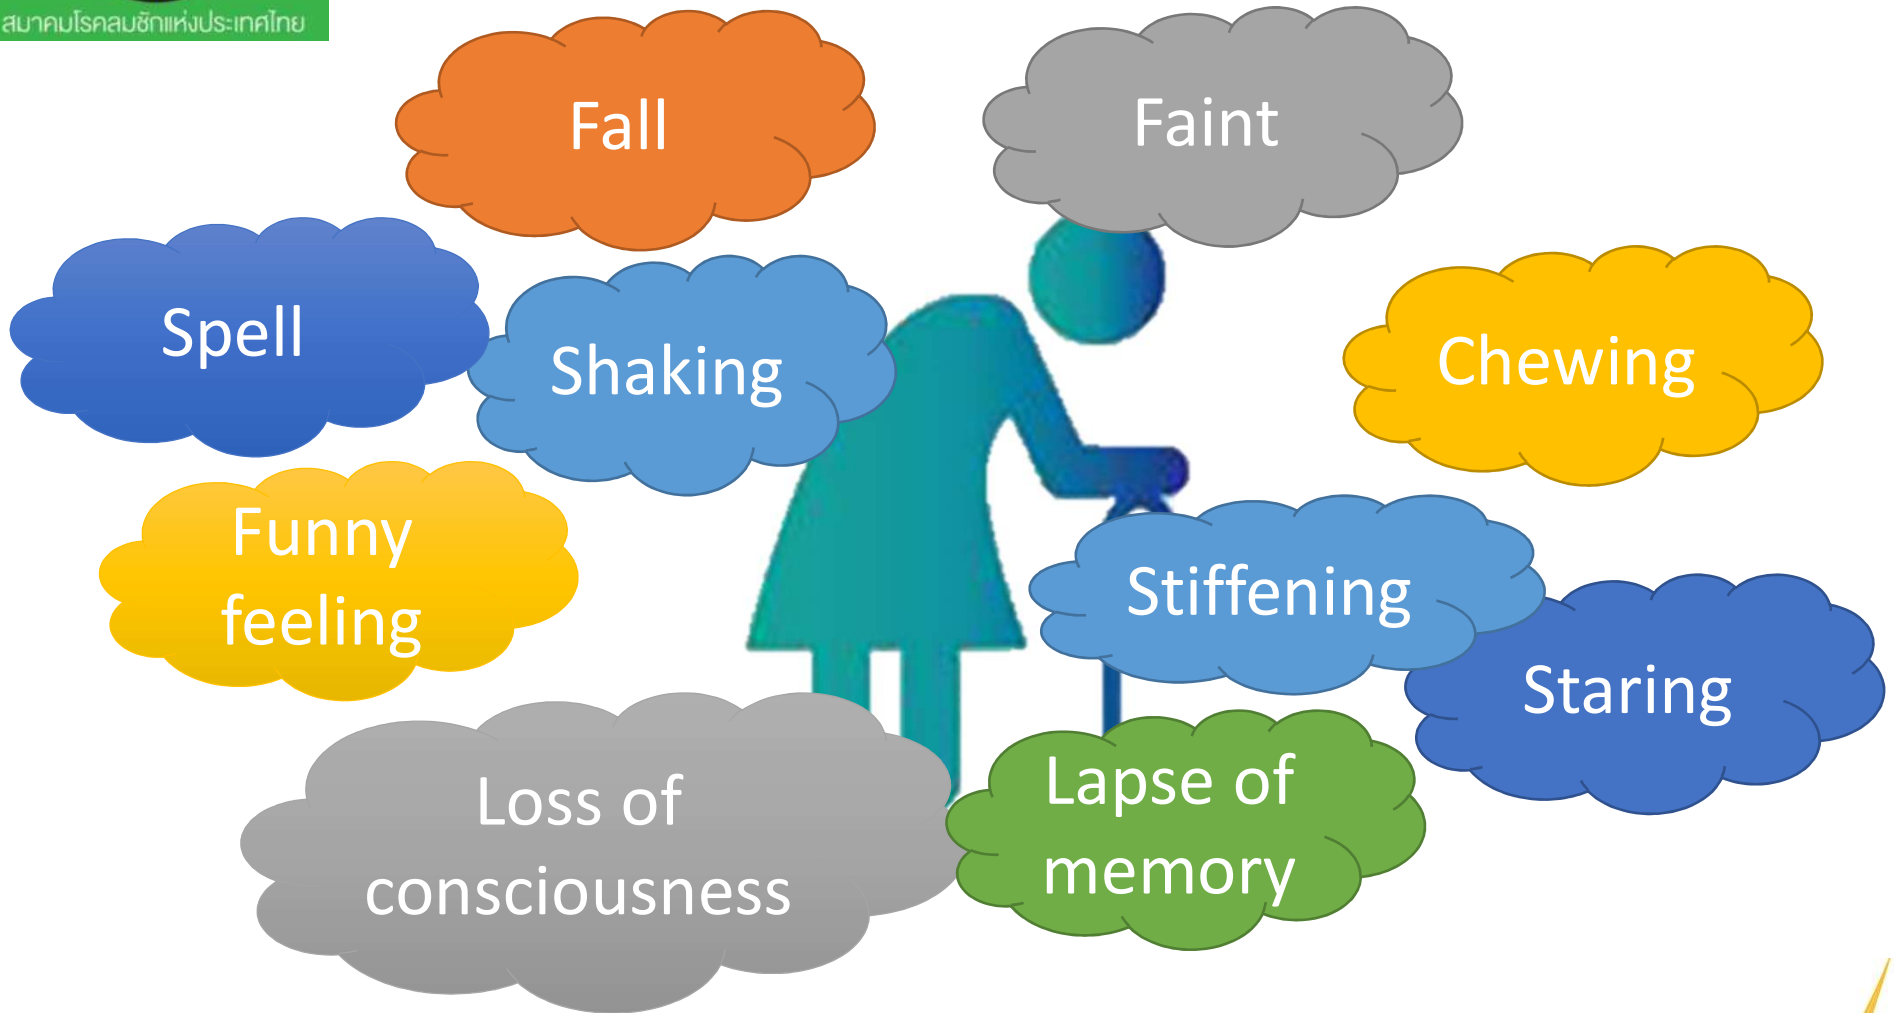 สมาคมโรคลมชักแห่งประเทศไทย
Fall
Faint
Spell
Shaking
Chewing
Funny
feeling
Stiffening
Staring
Loss of
consciousness
Lapse of
memory